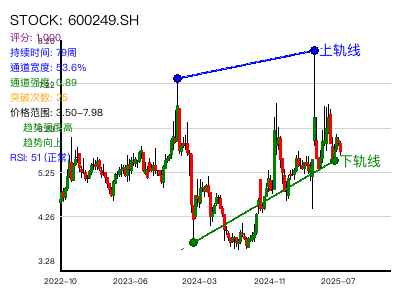 STOCK: 600249.SH
评分: 1.000
持续时间: 79周
通道宽度: 53.6%
通道强度: 0.89
突破次数: 26
价格范围: 3.50-7.98
趋势强度高
趋势向上
RSI: 51 (正常)
上轨线
下轨线
5.25
4.26
3.28
2022-10
2023-06
2024-03
2024-11
2025-07